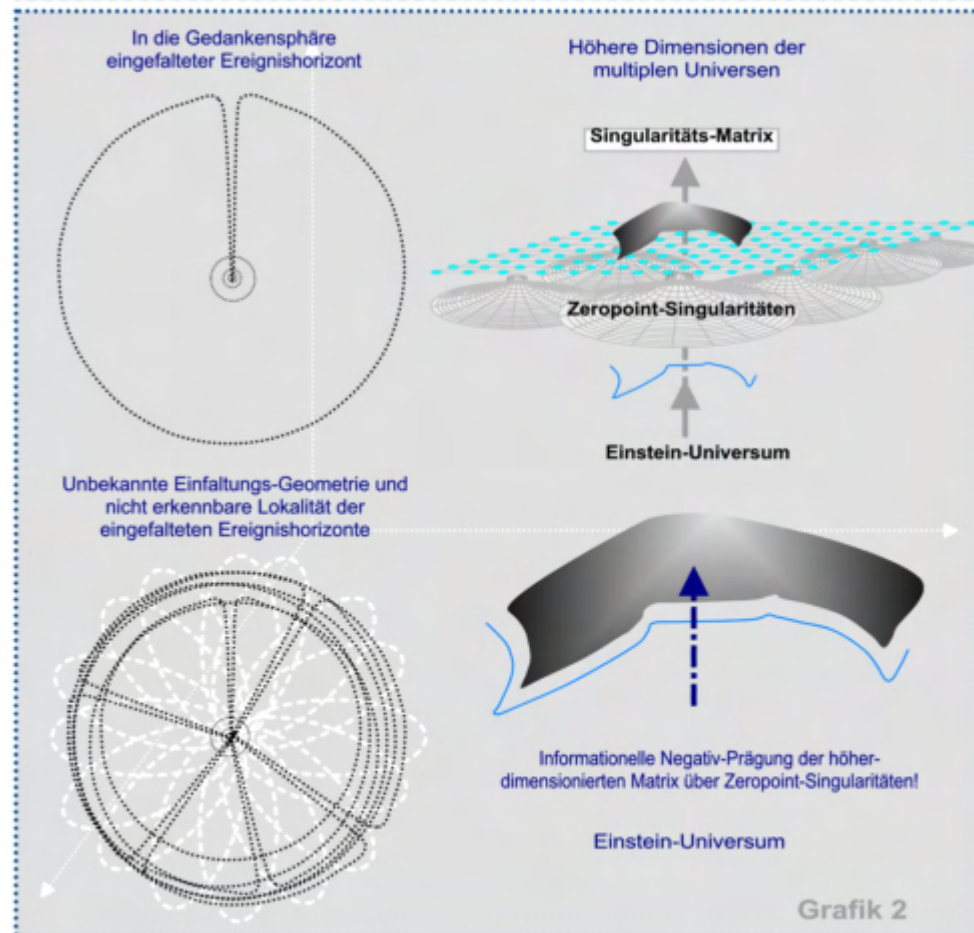 In die Gedankensphäre
eingefalteter Ereignishorizont
Höhere Dimensionen der
multiplen Universen
Singularitäts-Matrix
Zeropoint-Singularitäten
Einstein-Universum
Unbekannte Einfaltungs-Geometrie und
nicht erkennbare Lokalität der
eingefalteten Ereignishorizonte
Informationelle Negativ-Prägung der höher-
dimensionierten Matrix über Zeropoint-Singularitäten!
Einstein-Universum
Grafik 2